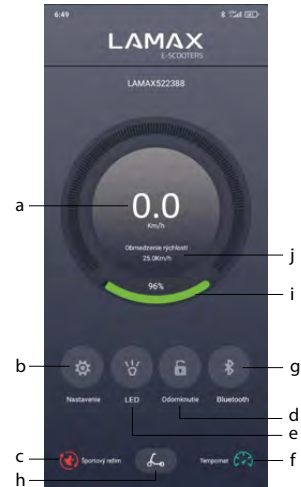 6:49
LAMAX
E-SCOOTERS
LAMAX522388
a
0.0
Km/h
Obmedzenie rýchlosti
25.0Km/h
j
96%
i
b
g
Nastavenie LED Odomknutie Bluetooth
d
e
c Športový režim Tempomat f
h